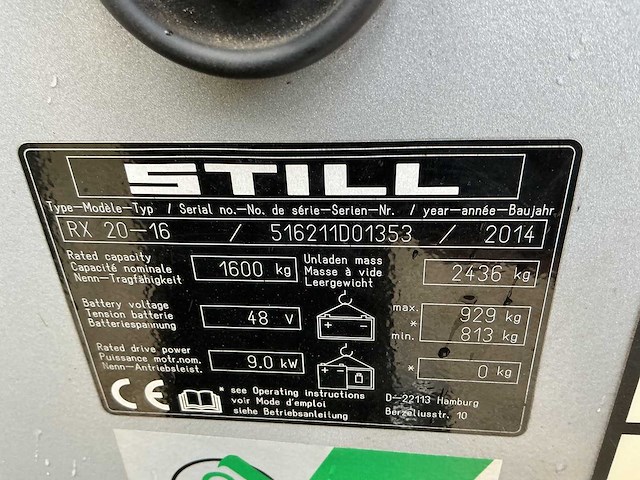 STILL
Type-Modèle-Typ / Serial no.-No. de série-Serien-Nr. / year-année-Baujahr
RX 20-16 / 516211D01353 / 2014
Rated capacity
Capacité nominale
Nenn-Tragfähigkeit
1600 kg
Unladen mass
Masse à vide
Leergewicht
2436 kg
Battery voltage
Tension batterie
Batteriespannung
48 V
+ -
max. 929 kg
*
min. 813 kg
Rated drive power
Puissance motr.nom.
Nenn-Antriebsleist.
9.0 kW
+ -
* 0 kg
CE
* see Operating instructions
voir Mode d'emploi
siehe Betriebsanleitung
D-22113 Hamburg
Berzeliusstr. 10